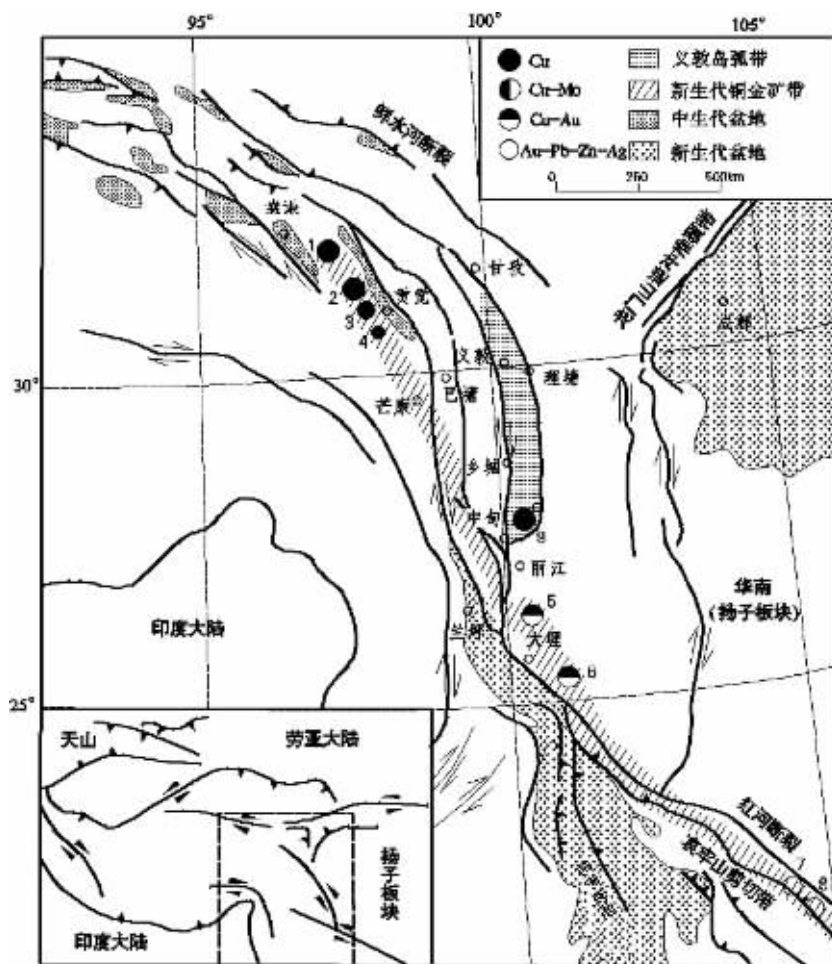 95°
100°
105°
Cu
Cu-Mo
Cu-Au
Au-Pb-Zn-Ag
义敦岛弧带
新生代铜金矿带
中生代盆地
新生代盆地
0 250 500km
鲜水河断裂
龙门山逆冲推覆带
成都
甘孜
1
2
3
4
贡觉
义敦
理塘
30°
巴塘
芒康
乡城
中甸
8
丽江
华南
(扬子板块)
印度大陆
兰坪
5
大理
6
25°
天山
劳亚大陆
扬子板块
印度大陆
红河断裂
哀牢山剪切带